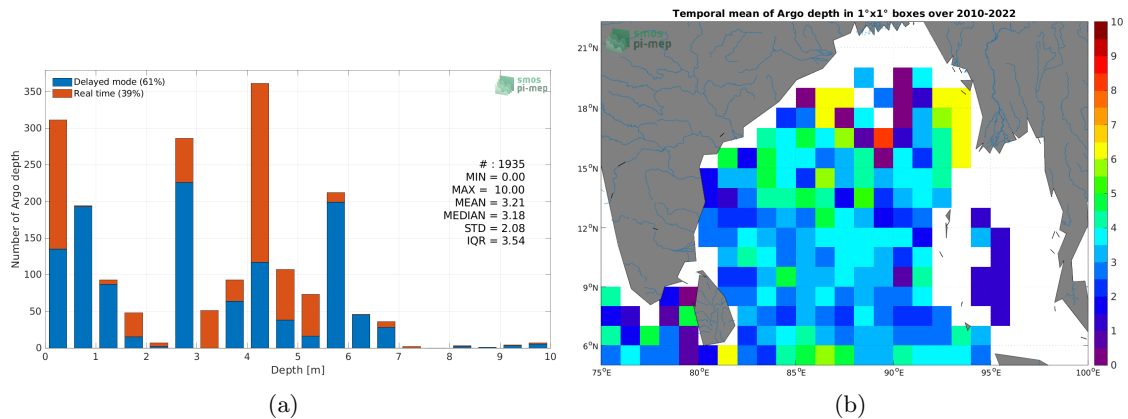 Temporal mean of Argo depth in 1°x1° boxes over 2010-2022
smos
pi-mep
Delayed mode (61%)
Real time (39%)
smos
pi-mep
# : 1935
MIN = 0.00
MAX = 10.00
MEAN = 3.21
MEDIAN = 3.18
STD = 2.08
IQR = 3.54
Number of Argo depth
350
300
250
200
150
100
50
0
0 1 2 3 4 5 6 7 8 9 10
Depth [m]
21°N
18°N
15°N
12°N
9°N
6°N
75°E 80°E 85°E 90°E 95°E 100°E
10
9
8
7
6
5
4
3
2
1
0
(a)
(b)